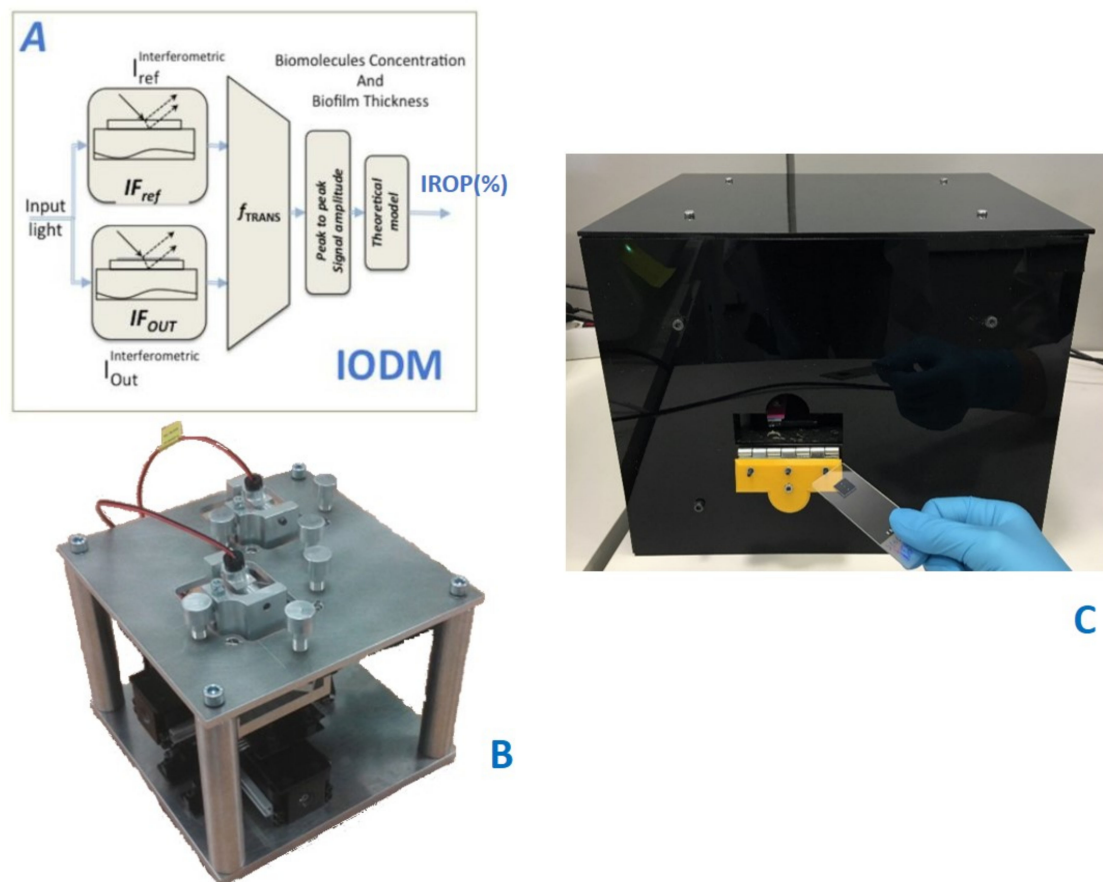 A
I ref Interferometric
Biomolecules Concentration
And
Biofilm Thickness
IF ref
Input
light
f TRANS
Peak to peak
Signal amplitude
Theoretical
model
IROP(%)
IF OUT
I Out Interferometric
IODM
B
C